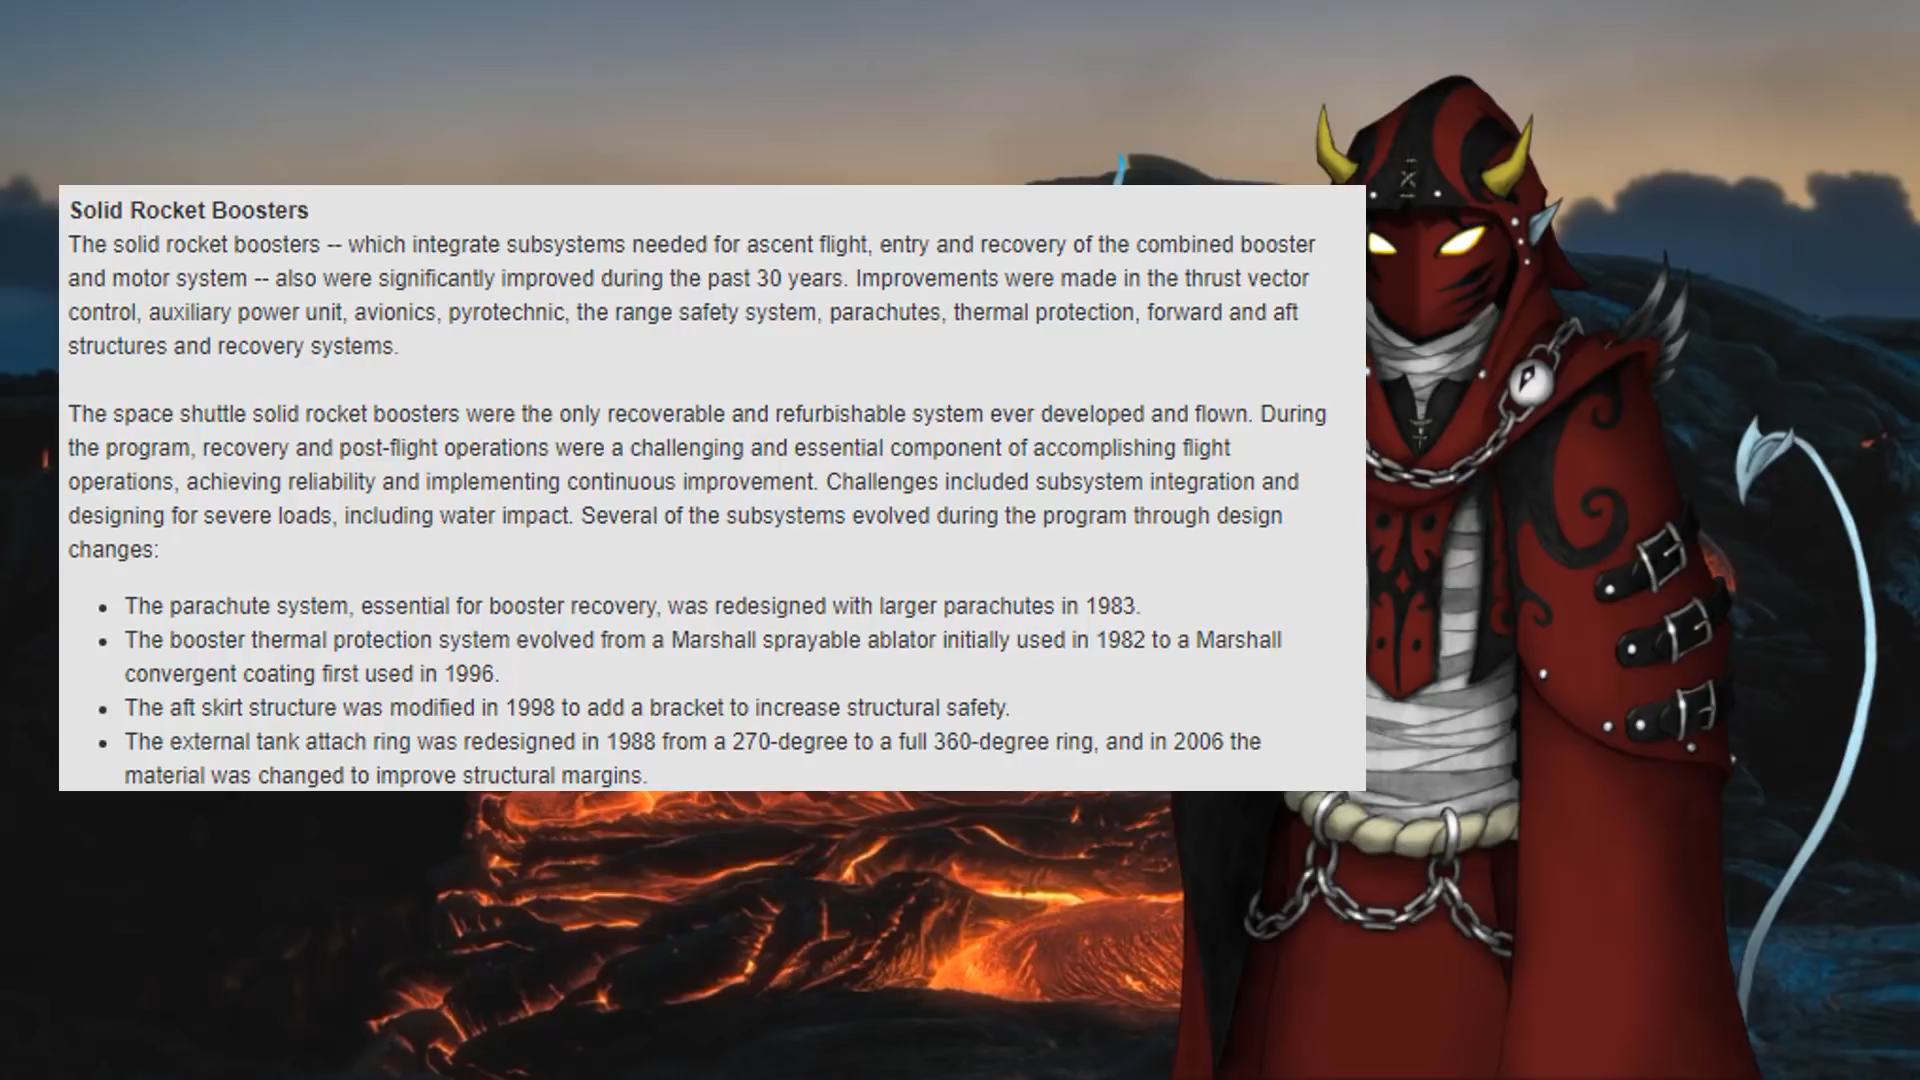 Solid Rocket Boosters
The solid rocket boosters -- which integrate subsystems needed for ascent flight, entry and recovery of the combined booster
and motor system -- also were significantly improved during the past 30 years. Improvements were made in the thrust vector
control, auxiliary power unit, avionics, pyrotechnic, the range safety system, parachutes, thermal protection, forward and aft
structures and recovery systems.
The space shuttle solid rocket boosters were the only recoverable and refurbishable system ever developed and flown. During
the program, recovery and post-flight operations were a challenging and essential component of accomplishing flight
operations, achieving reliability and implementing continuous improvement. Challenges included subsystem integration and
designing for severe loads, including water impact. Several of the subsystems evolved during the program through design
changes:
• The parachute system, essential for booster recovery, was redesigned with larger parachutes in 1983.
• The booster thermal protection system evolved from a Marshall sprayable ablator initially used in 1982 to a Marshall
convergent coating first used in 1996.
• The aft skirt structure was modified in 1998 to add a bracket to increase structural safety.
• The external tank attach ring was redesigned in 1988 from a 270-degree to a full 360-degree ring, and in 2006 the
material was changed to improve structural margins.